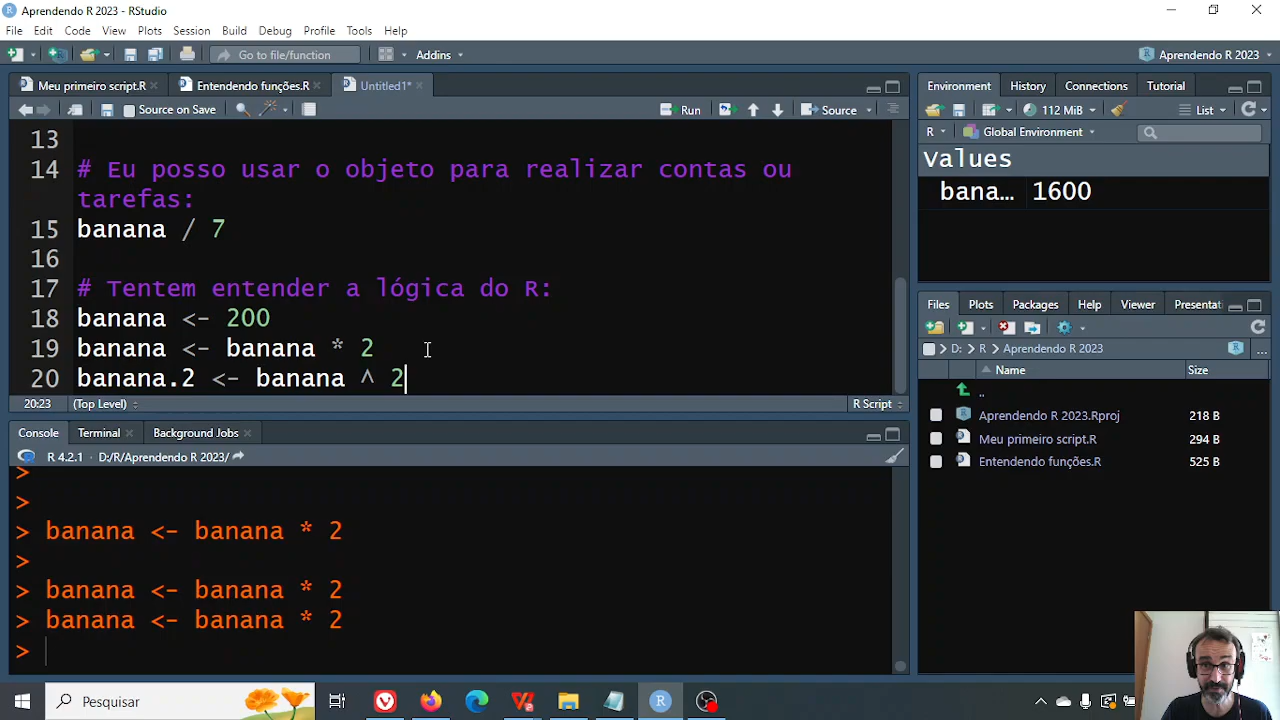 Aprendendo R 2023 - RStudio
File Edit Code View Plots Session Build Debug Profile Tools Help
Go to file/function Addins Aprendendo R 2023
Meu primeiro script.R Entendendo funções.R Untitled1*
Source on Save Run Source
13
14 # Eu posso usar o objeto para realizar contas ou
tarefas:
15 banana / 7
16
17 # Tentem entender a lógica do R:
18 banana <- 200
19 banana <- banana * 2
20 banana.2 <- banana ^ 2
20:23 (Top Level) R Script
Console Terminal Background Jobs
R 4.2.1 · D:/R/Aprendendo R 2023/
>
>
> banana <- banana * 2
>
> banana <- banana * 2
> banana <- banana * 2
>
Environment History Connections Tutorial
112 MiB List
R Global Environment
Values
bana... 1600
Files Plots Packages Help Viewer Presentati
D: R Aprendendo R 2023 ...
Name Size
..
Aprendendo R 2023.Rproj 218 B
Meu primeiro script.R 294 B
Entendendo funções.R 525 B
Pesquisar